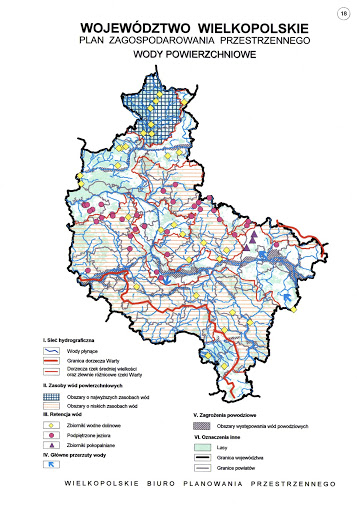 18
WOJEWÓDZTWO WIELKOPOLSKIE
PLAN ZAGOSPODAROWANIA PRZESTRZENNEGO
WODY POWIERZCHNIOWE
I. Sieć hydrograficzna
Wody płynące
Granica dorzecza Warty
Dorzecza rzek średniej wielkości
oraz zlewnie różnicowe rzeki Warty
II. Zasoby wód powierzchniowych
Obszary o najwyższych zasobach wód
Obszary o niskich zasobach wód
III. Retencja wód
Zbiorniki wodne dolinowe
Podpiętrzone jeziora
Zbiorniki pokopalniane
IV. Główne przerzuty wody
V. Zagrożenia powodziowe
Obszary występowania wód powodziowych
VI. Oznaczenia inne
Lasy
Granica województwa
Granice powiatów
WIELKOPOLSKIE BIURO PLANOWANIA PRZESTRZENNEGO